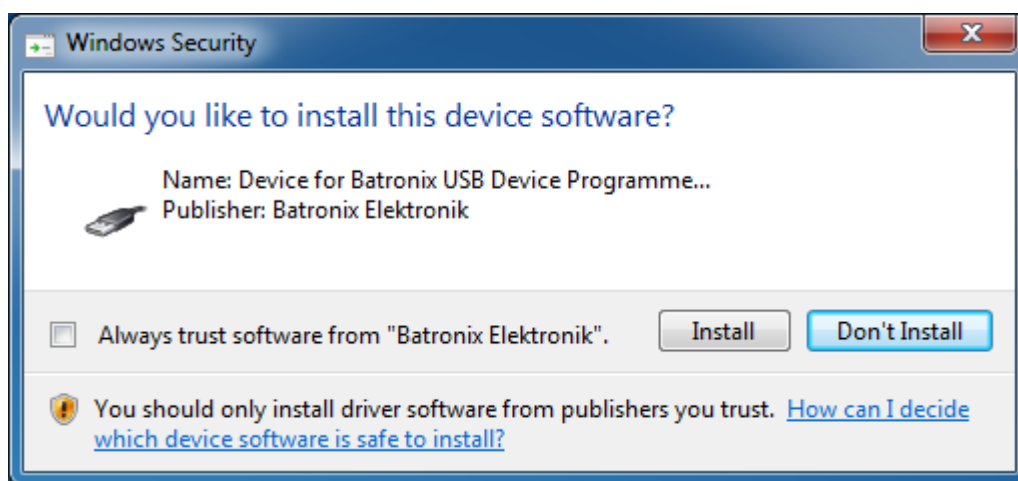 Windows Security
Would you like to install this device software?
Name: Device for Batronix USB Device Programme...
Publisher: Batronix Elektronik
Always trust software from "Batronix Elektronik".
Install
Don't Install
You should only install driver software from publishers you trust. How can I decide
which device software is safe to install?